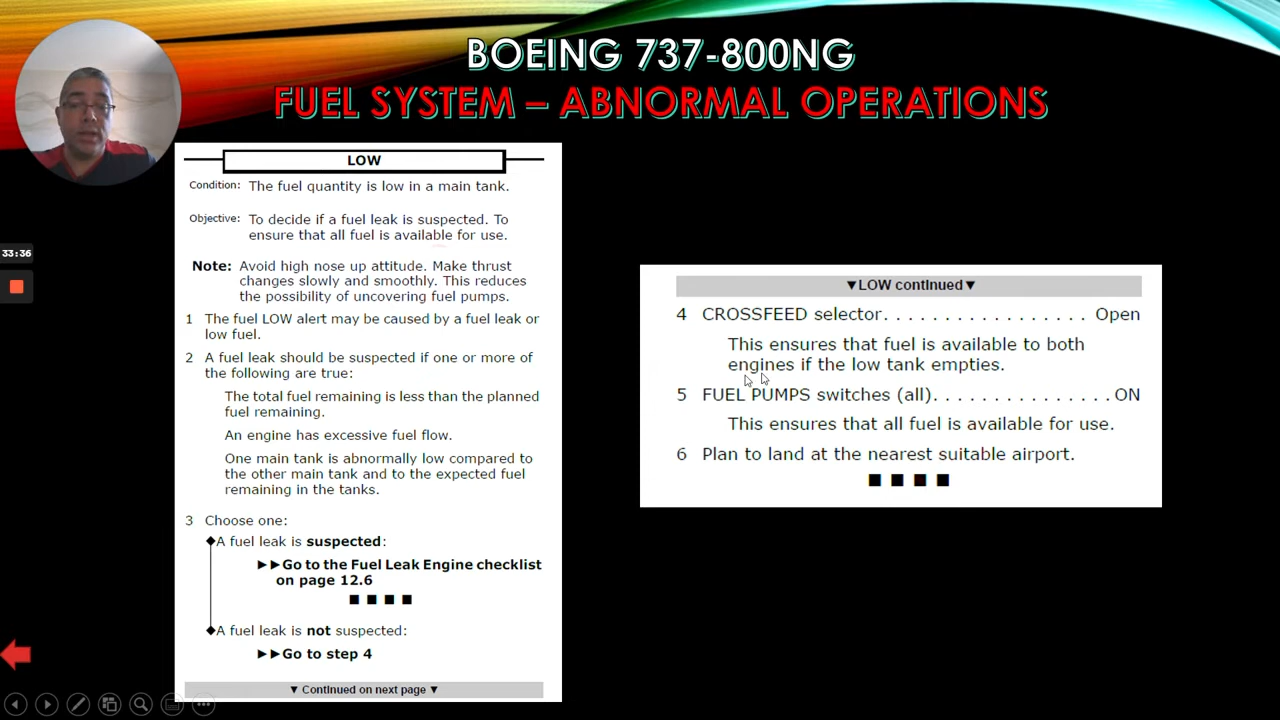 BOEING 737-800NG
FUEL SYSTEM – ABNORMAL OPERATIONS
33:36
LOW
Condition: The fuel quantity is low in a main tank.
Objective: To decide if a fuel leak is suspected. To
ensure that all fuel is available for use.
Note: Avoid high nose up attitude. Make thrust
changes slowly and smoothly. This reduces
the possibility of uncovering fuel pumps.
1 The fuel LOW alert may be caused by a fuel leak or
low fuel.
2 A fuel leak should be suspected if one or more of
the following are true:
The total fuel remaining is less than the planned
fuel remaining.
An engine has excessive fuel flow.
One main tank is abnormally low compared to
the other main tank and to the expected fuel
remaining in the tanks.
3 Choose one:
◆A fuel leak is suspected:
►►Go to the Fuel Leak Engine checklist
on page 12.6
■ ■ ■ ■
◆A fuel leak is not suspected:
►►Go to step 4
▼ Continued on next page ▼
▼LOW continued▼
4 CROSSFEED selector. . . . . . . . . . . . . . . . . Open
This ensures that fuel is available to both
engines if the low tank empties.
5 FUEL PUMPS switches (all). . . . . . . . . . . . . . . ON
This ensures that all fuel is available for use.
6 Plan to land at the nearest suitable airport.
■ ■ ■ ■